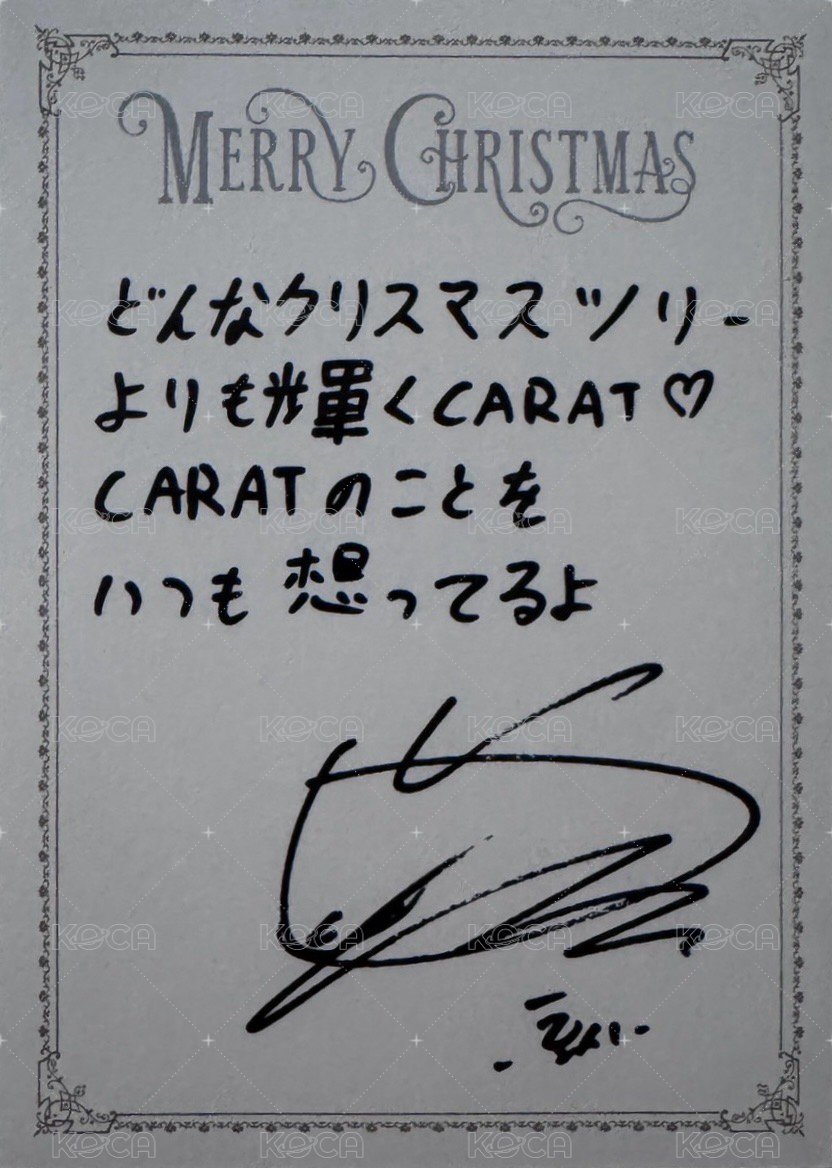 MERRY CHRISTMAS
どんなクリスマスツリー
よりも輝くCARAT♡
CARATのことを
いつも想ってるよ
KOCA